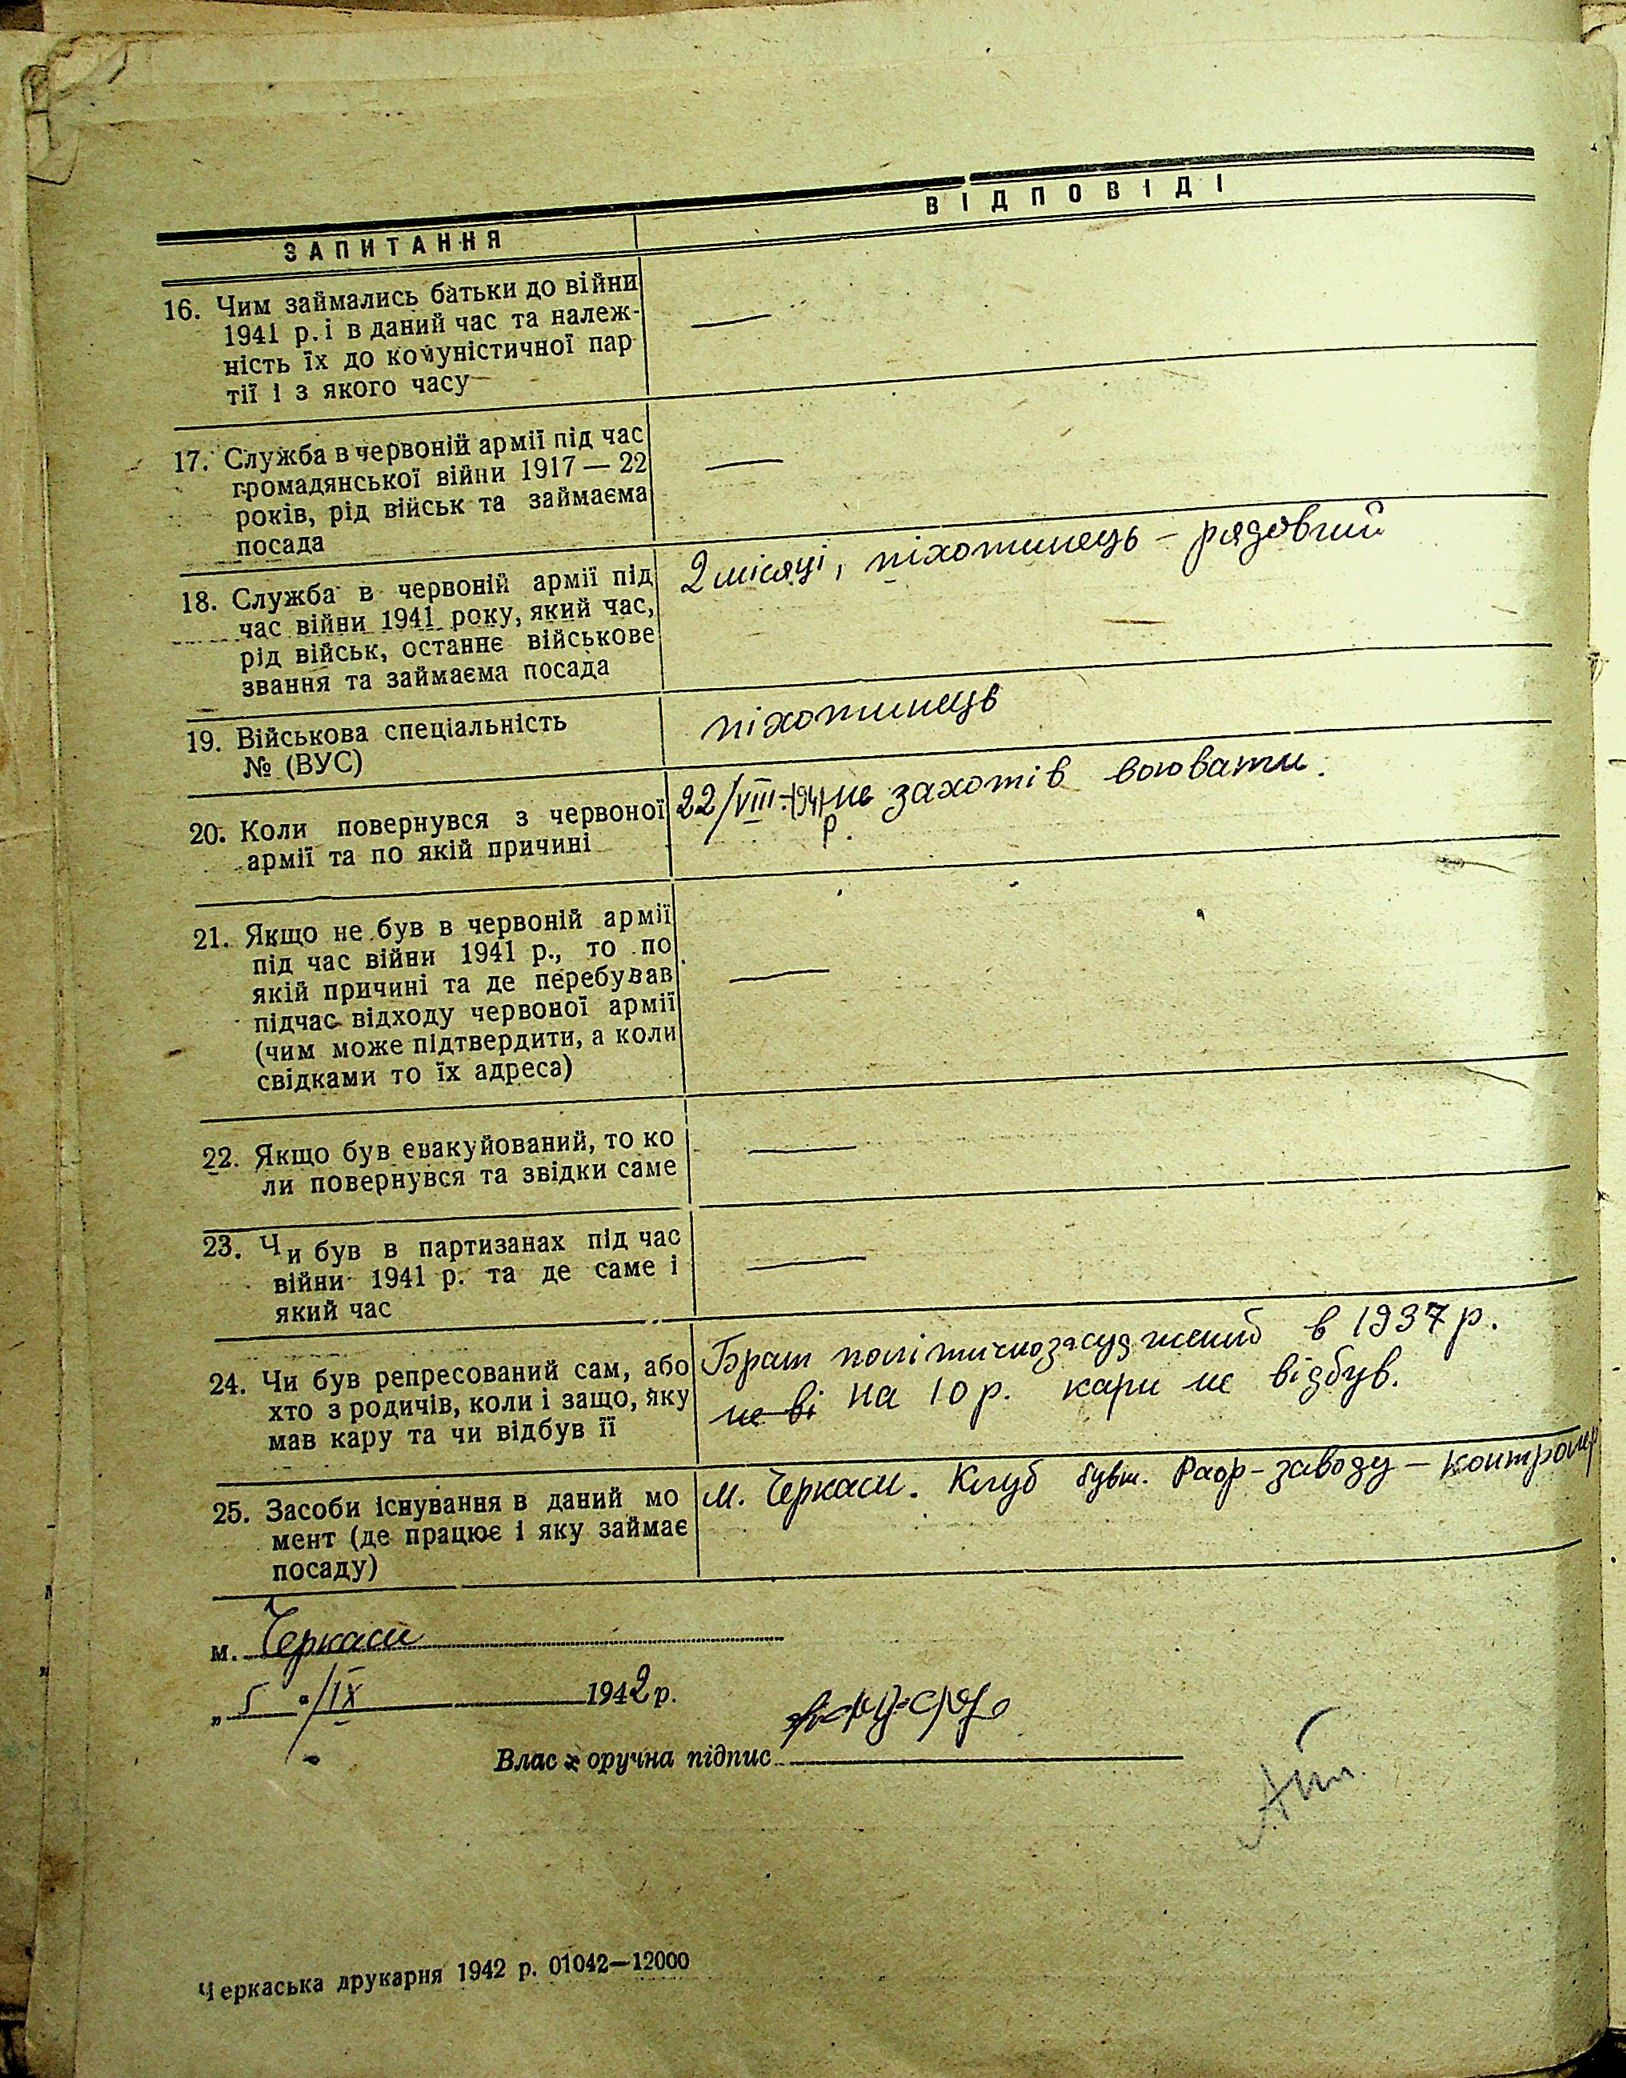 ЗАПИТАННЯ
ВІДПОВІДІ
16. Чим займались батьки до війни
1941 р. і в даний час та належ-
ність їх до комуністичної пар
тії і з якого часу
—
17. Служба в червоній армії під час
громадянської війни 1917 — 22
років, рід військ та займаєма
посада
—
18. Служба в червоній армії під
час війни 1941 року, який час,
рід військ, останнє військове
звання та займаєма посада
2 місяці, піхотинець – рядовий
19. Військова спеціальність
№ (ВУС)
піхотинець
20. Коли повернувся з червоної
армії та по якій причині
22/VIII-1941 не захотів воювати.
р.
21. Якщо не був в червоній армії
під час війни 1941 р., то по
якій причині та де перебував
підчас відходу червоної армії
(чим може підтвердити, а коли
свідками то їх адреса)
—
22. Якщо був евакуйований, то ко
ли повернувся та звідки саме
—
23. Чи був в партизанах під час
війни 1941 р. та де саме і
який час
—
24. Чи був репресований сам, або
хто з родичів, коли і защо, яку
мав кару та чи відбув її
Брат політичнозасуджений в 1937 р.
не ві на 10 р. кари не відбув.
25. Засоби існування в даний мо
мент (де працює і яку займає
посаду)
м. Черкаси. Клуб бувш. Раф-заводу – контролер
м. Черкаси
„ 5 " /IX 1942 р.
Власноручна підпис
Черкаська друкарня 1942 р. 01042—12000